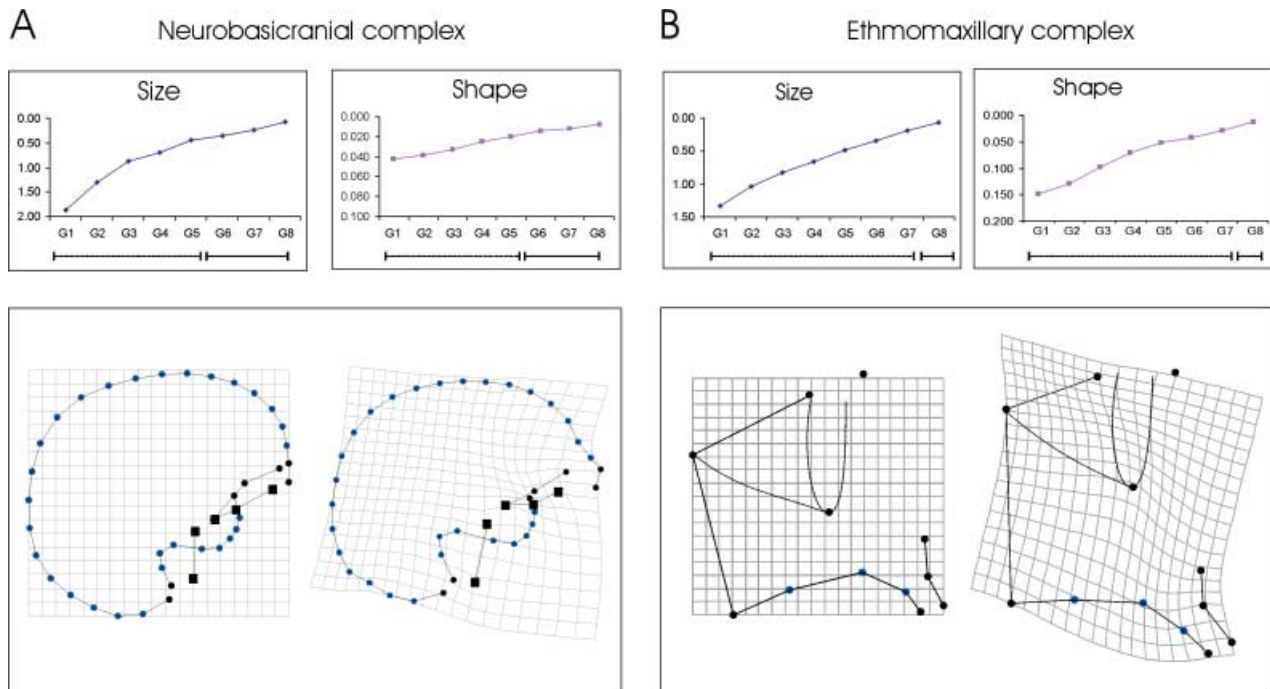 A Neurobasicranial complex
Size
0.00
0.50
1.00
1.50
2.00
G1 G2 G3 G4 G5 G6 G7 G8
Shape
0.000
0.020
0.040
0.060
0.080
0.100
G1 G2 G3 G4 G5 G6 G7 G8
B Ethmomaxillary complex
Size
0.00
0.50
1.00
1.50
G1 G2 G3 G4 G5 G6 G7 G8
Shape
0.000
0.050
0.100
0.150
0.200
G1 G2 G3 G4 G5 G6 G7 G8